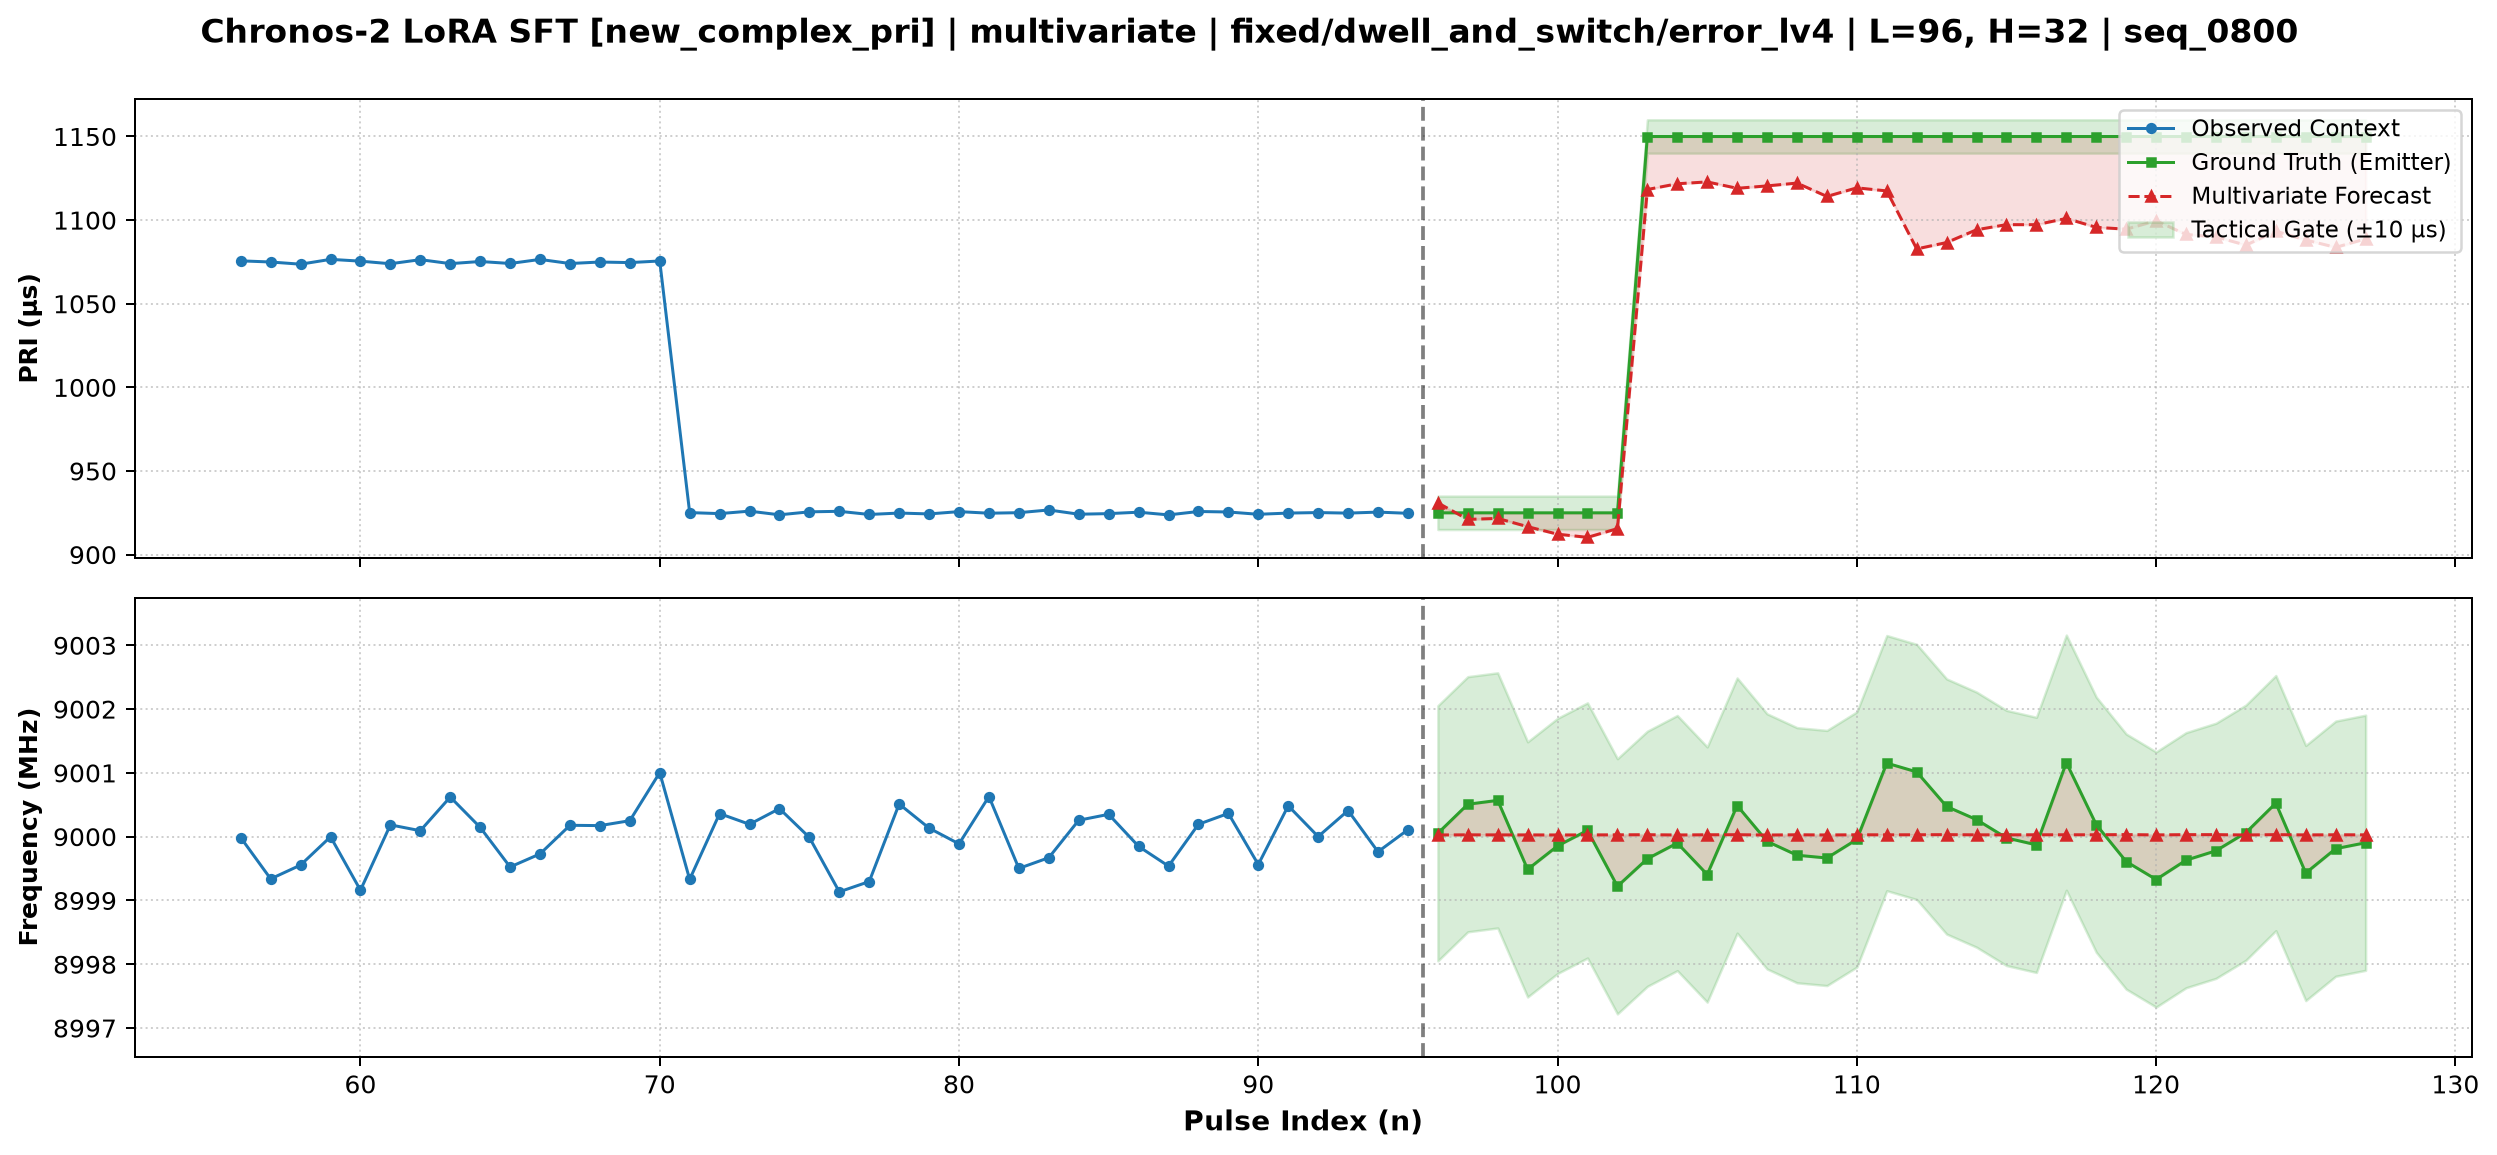 Chronos-2 LoRA SFT [new_complex_pri] | multivariate | fixed/dwell_and_switch/error_lv4 | L=96, H=32 | seq_0800
PRI (µs)
1150
1100
1050
1000
950
900
Observed Context
Ground Truth (Emitter)
Multivariate Forecast
Tactical Gate (±10 µs)
Frequency (MHz)
9003
9002
9001
9000
8999
8998
8997
60 70 80 90 100 110 120 130
Pulse Index (n)